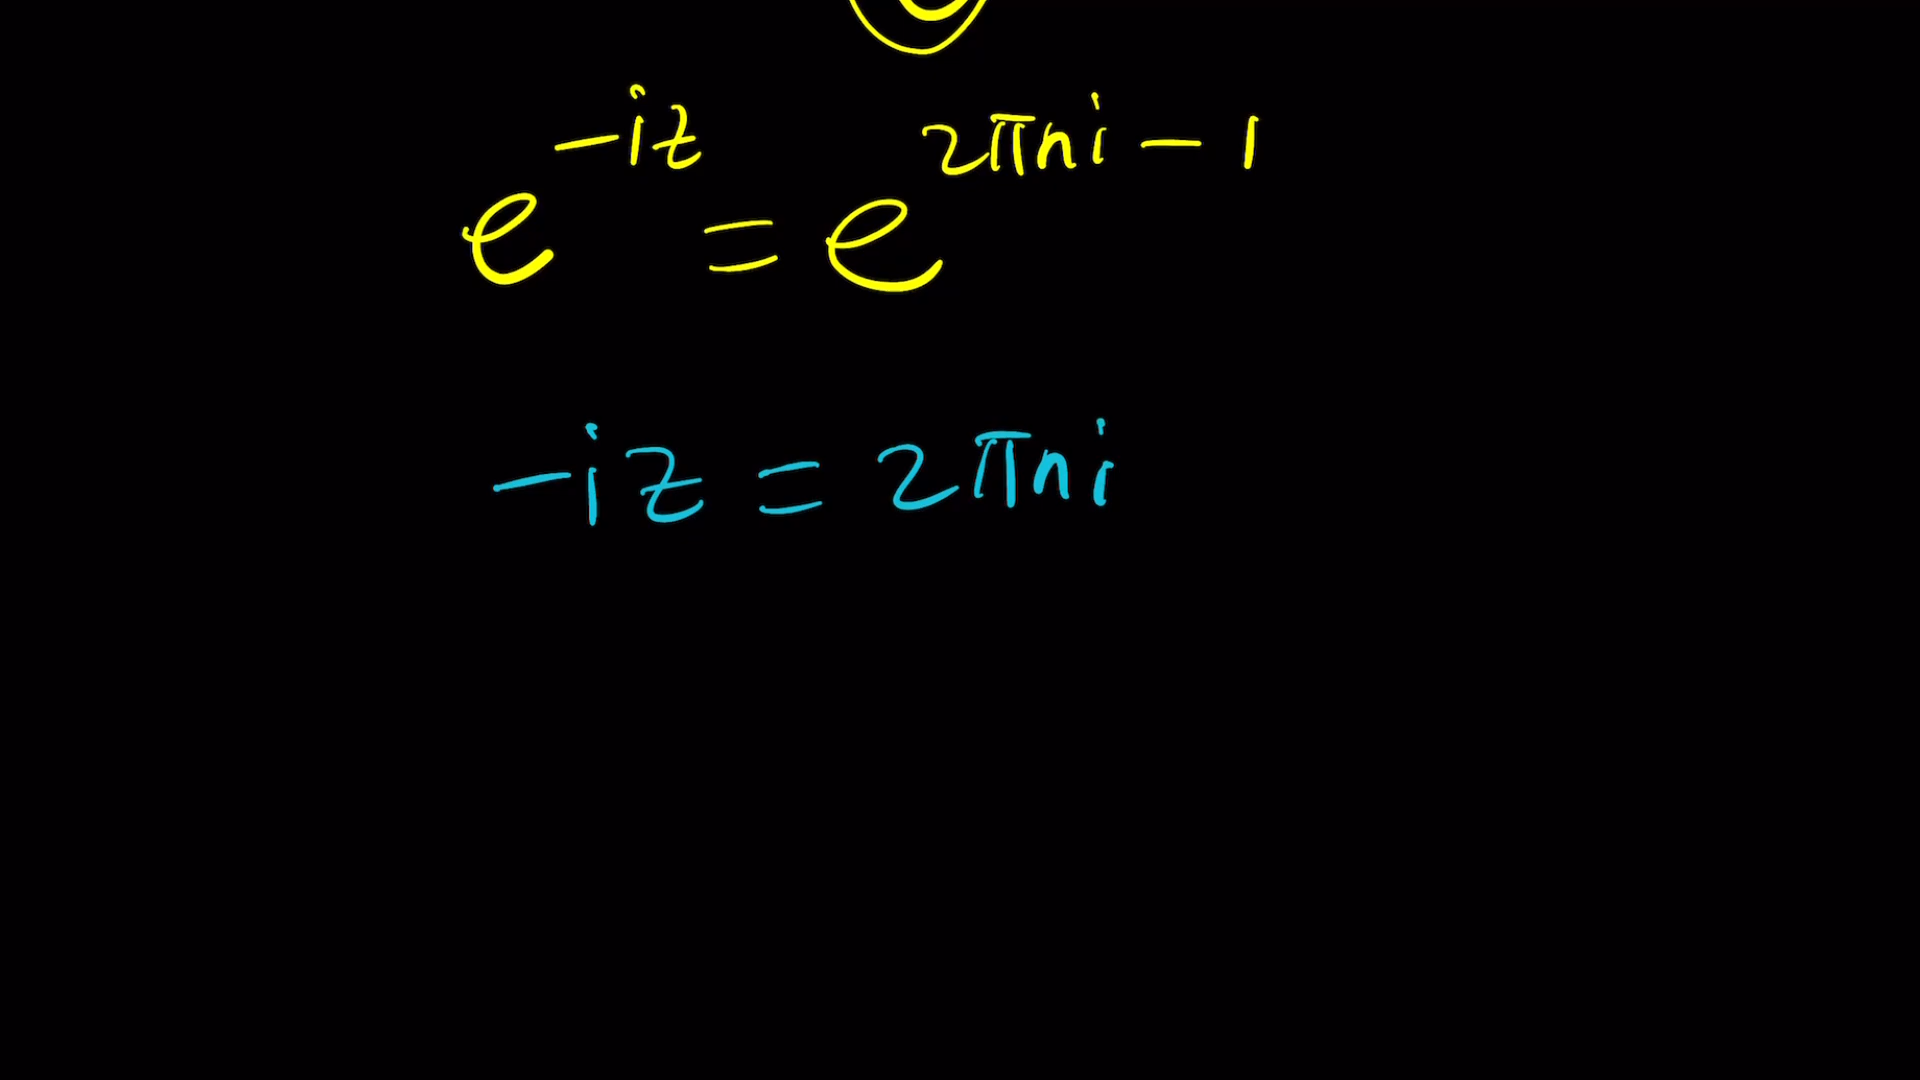 e^{-iz} = e^{2πni - 1}
-iz = 2πni